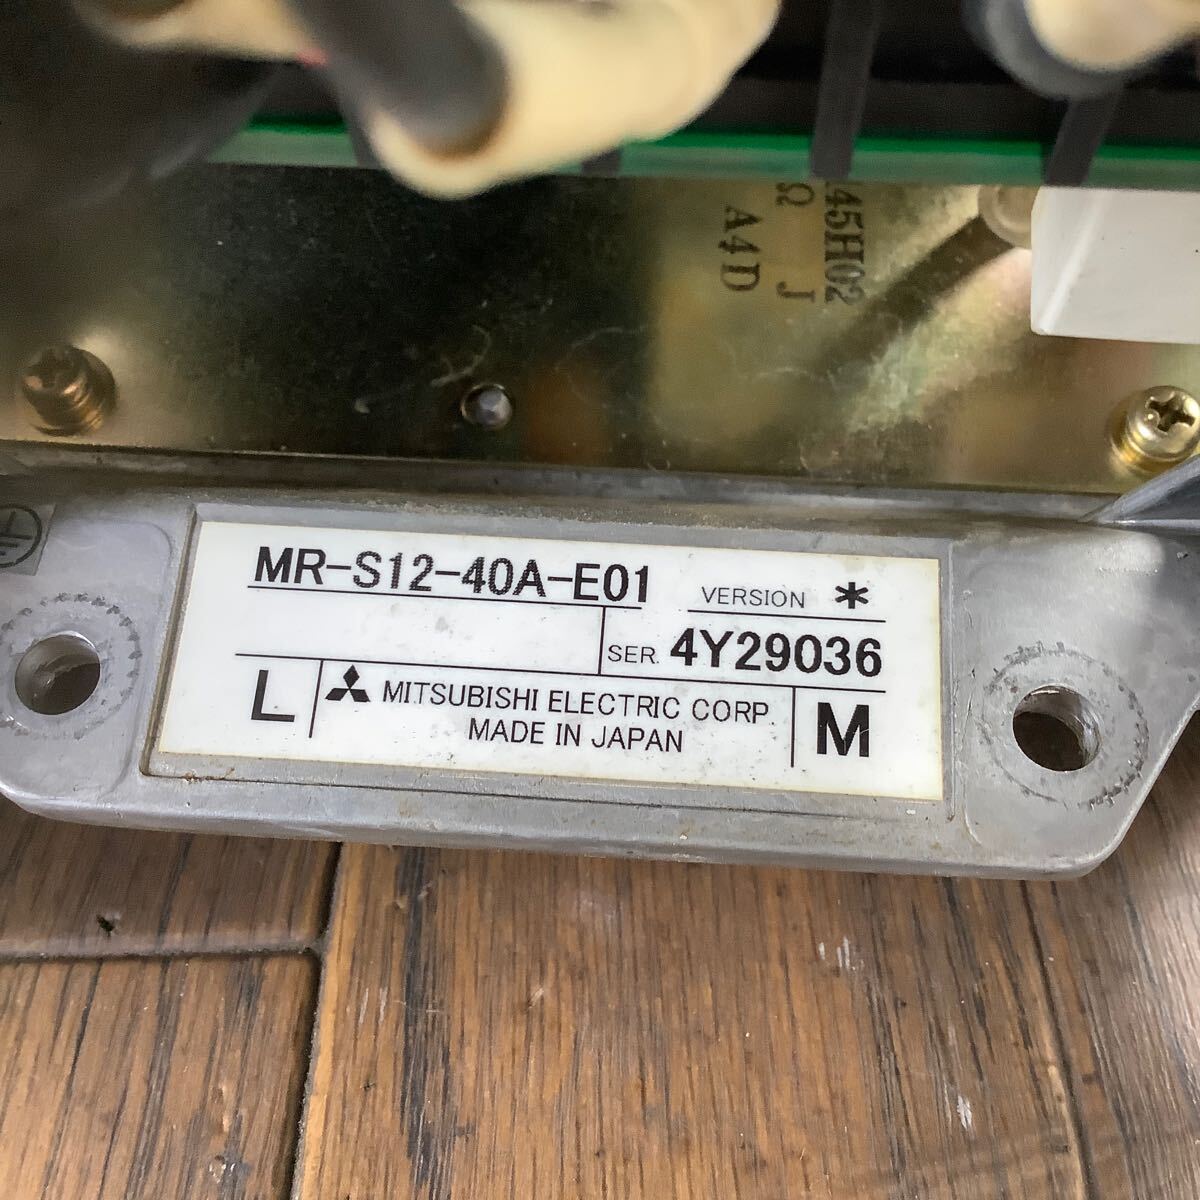 45H02
Ω J
A4D
MR-S12-40A-E01
VERSION *
SER. 4Y29036
L
MITSUBISHI ELECTRIC CORP.
MADE IN JAPAN
M